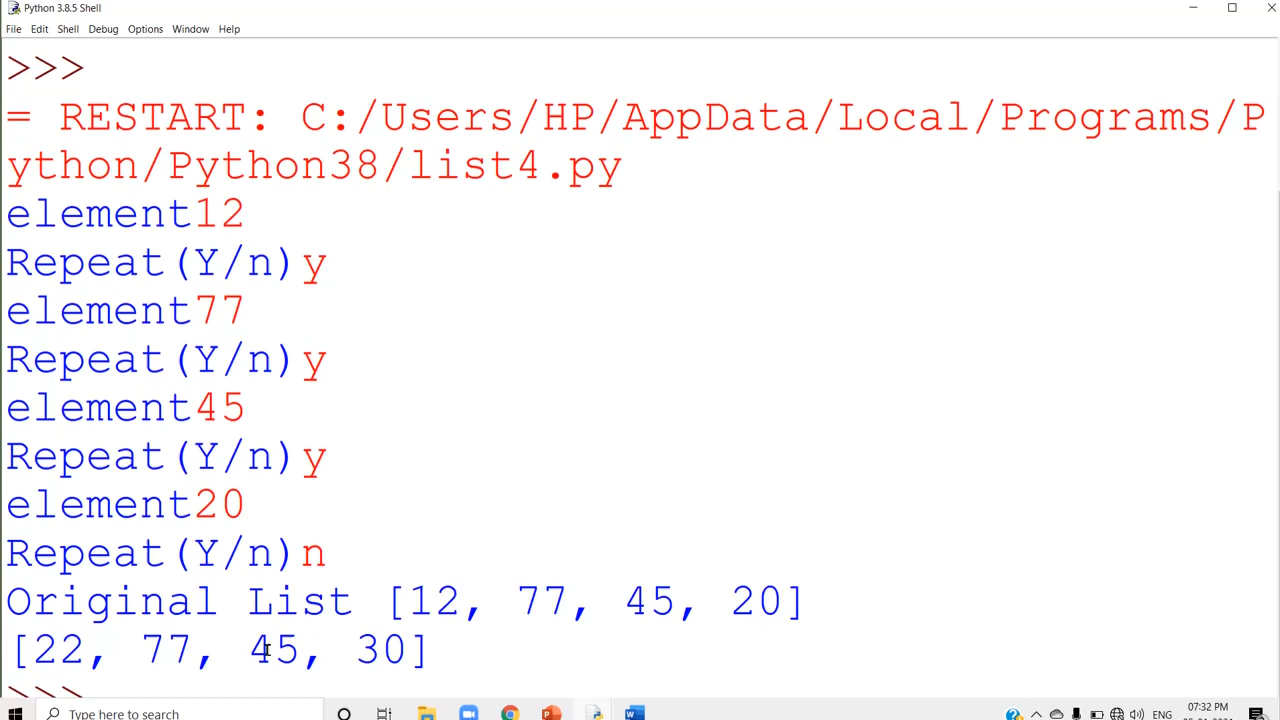 Python 3.8.5 Shell
File Edit Shell Debug Options Window Help
>>>
= RESTART: C:/Users/HP/AppData/Local/Programs/P
ython/Python38/list4.py
element12
Repeat(Y/n)y
element77
Repeat(Y/n)y
element45
Repeat(Y/n)y
element20
Repeat(Y/n)n
Original List [12, 77, 45, 20]
[22, 77, 45, 30]
>>>
Type here to search
ENG
07:32 PM